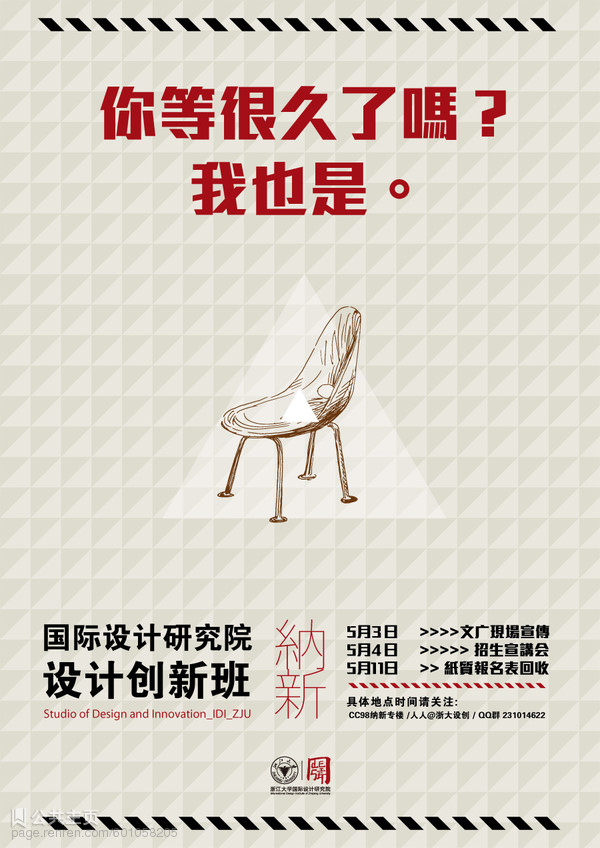 你等很久了嗎？
我也是。
国际设计研究院
设计创新班
Studio of Design and Innovation_IDI_ZJU
納新
5月3日 >>>>文广現場宣傳
5月4日 >>>>> 招生宣講会
5月11日 >> 紙質報名表回收
具体地点时间请关注:
CC98纳新专楼 /人人@浙大设创 / QQ群 231014622
浙江大学国际设计研究院
International Design Institute of Zhejiang University
公共主页
page.renren.com/601058205